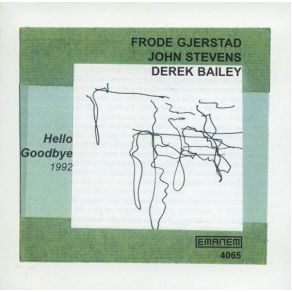 FRODE GJERSTAD
JOHN STEVENS
DEREK BAILEY
Hello
Goodbye
1992
EMANEM
4065